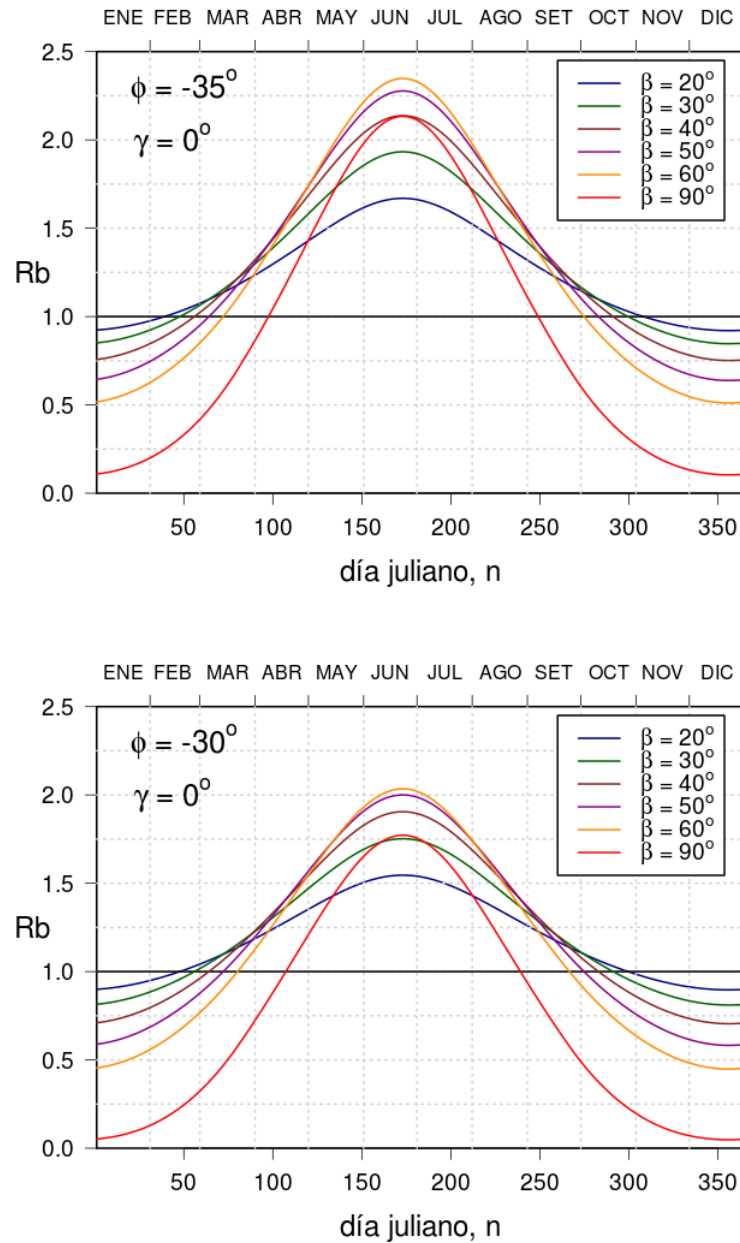 ENE FEB MAR ABR MAY JUN JUL AGO SET OCT NOV DIC
2.5
2.0
1.5
1.0
0.5
0.0
Rb
ϕ = -35°
γ = 0°
β = 20°
β = 30°
β = 40°
β = 50°
β = 60°
β = 90°
50 100 150 200 250 300 350
día juliano, n
ENE FEB MAR ABR MAY JUN JUL AGO SET OCT NOV DIC
2.5
2.0
1.5
1.0
0.5
0.0
Rb
ϕ = -30°
γ = 0°
β = 20°
β = 30°
β = 40°
β = 50°
β = 60°
β = 90°
50 100 150 200 250 300 350
día juliano, n